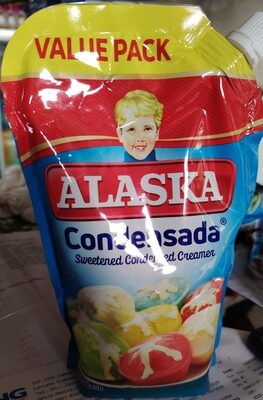 VALUE PACK
ALASKA
Condensada®
Sweetened Condensed Creamer